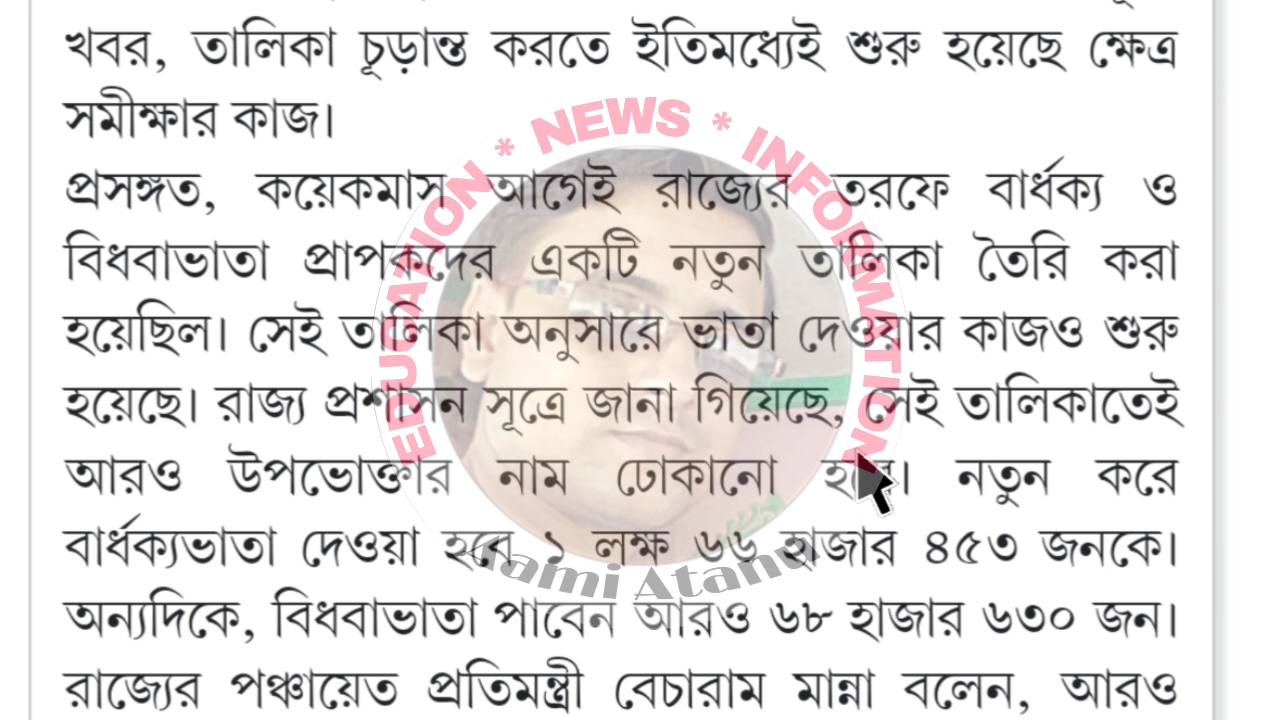 খবর, তালিকা চূড়ান্ত করতে ইতিমধ্যেই শুরু হয়েছে ক্ষেত্র
সমীক্ষার কাজ।
প্রসঙ্গত, কয়েকমাস আগেই রাজ্যের তরফে বার্ধক্য ও
বিধবাভাতা প্রাপকদের একটি নতুন তালিকা তৈরি করা
হয়েছিল। সেই তালিকা অনুসারে ভাতা দেওয়ার কাজও শুরু
হয়েছে। রাজ্য প্রশাসন সূত্রে জানা গিয়েছে, সেই তালিকাতেই
আরও উপভোক্তার নাম ঢোকানো হবে। নতুন করে
বার্ধক্যভাতা দেওয়া হবে ১ লক্ষ ৬৬ হাজার ৪৫৩ জনকে।
অন্যদিকে, বিধবাভাতা পাবেন আরও ৬৮ হাজার ৬৩০ জন।
রাজ্যের পঞ্চায়েত প্রতিমন্ত্রী বেচারাম মান্না বলেন, আরও
EDUCATION * NEWS * INFORMATION
Atanu